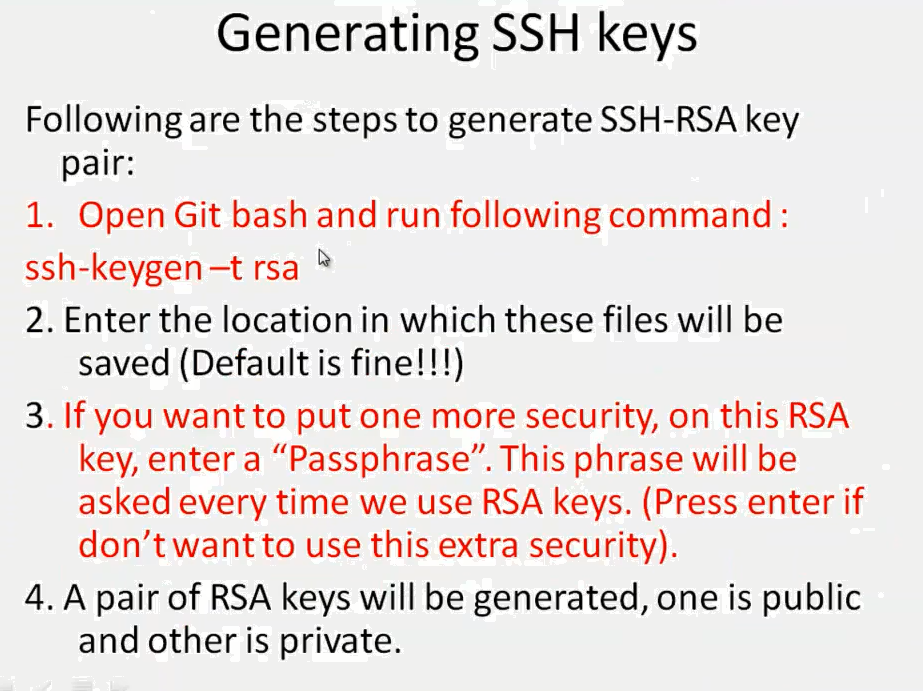 Generating SSH keys
Following are the steps to generate SSH-RSA key
pair:
1. Open Git bash and run following command :
ssh-keygen –t rsa
2. Enter the location in which these files will be
saved (Default is fine!!!)
3. If you want to put one more security, on this RSA
key, enter a “Passphrase”. This phrase will be
asked every time we use RSA keys. (Press enter if
don’t want to use this extra security).
4. A pair of RSA keys will be generated, one is public
and other is private.